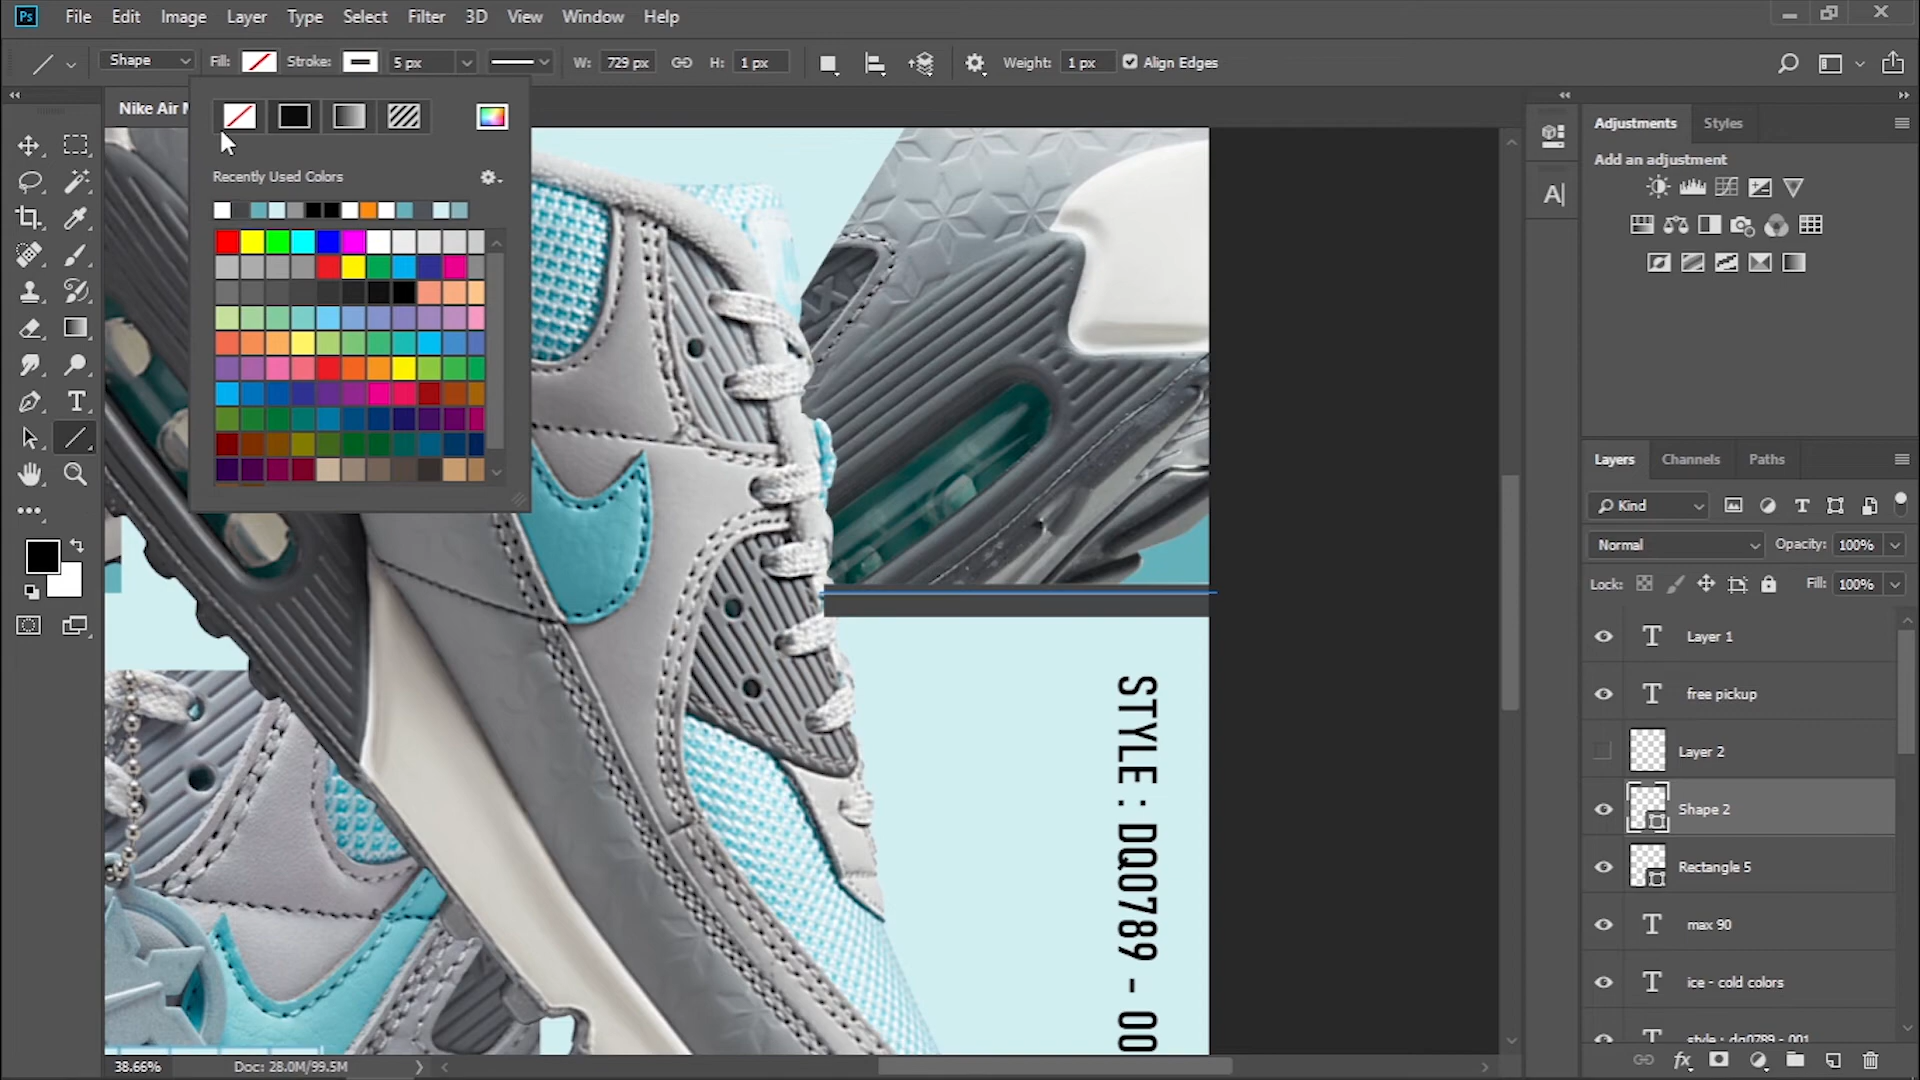 Ps File Edit Image Layer Type Select Filter 3D View Window Help
Shape Fill: Stroke: 5 px W: 729 px H: 1 px Weight: 1 px Align Edges
Nike Air M
Recently Used Colors
STYLE : DQ0789 - 00
38.66% Doc: 28.0M/99.5M
Adjustments Styles
Add an adjustment
Layers Channels Paths
Kind
Normal Opacity: 100%
Lock: Fill: 100%
Layer 1
free pickup
Layer 2
Shape 2
Rectangle 5
max 90
ice - cold colors
style : dq0789 - 001